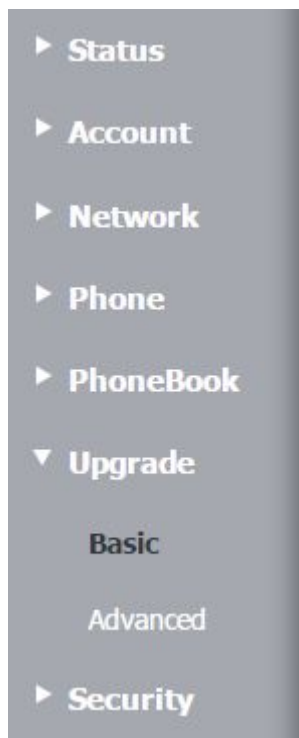 Status
Account
Network
Phone
PhoneBook
Upgrade
Basic
Advanced
Security